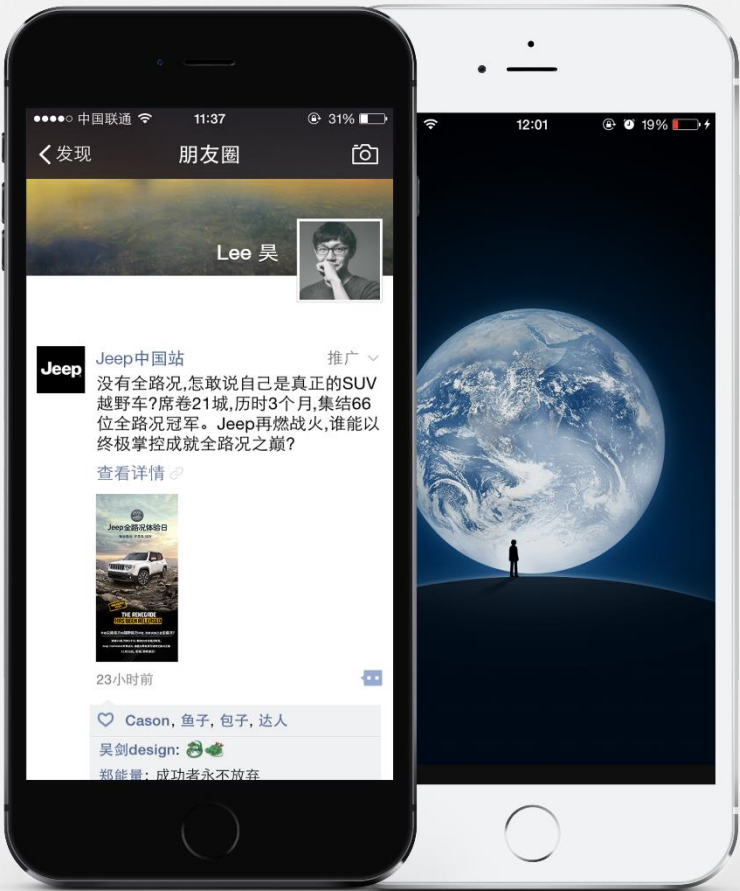 中国联通 11:37 31%
发现 朋友圈
Lee 昊
Jeep
Jeep中国站 推广
没有全路况,怎敢说自己是真正的SUV
越野车?席卷21城,历时3个月,集结66
位全路况冠军。Jeep再燃战火,谁能以
终极掌控成就全路况之巅?
查看详情
Jeep全路况体验日
THE RENEGADE
HAS BEEN RELEASED
23小时前
Cason, 鱼子, 包子, 达人
吴剑design:
郑能量: 成功者永不放弃
12:01 19%